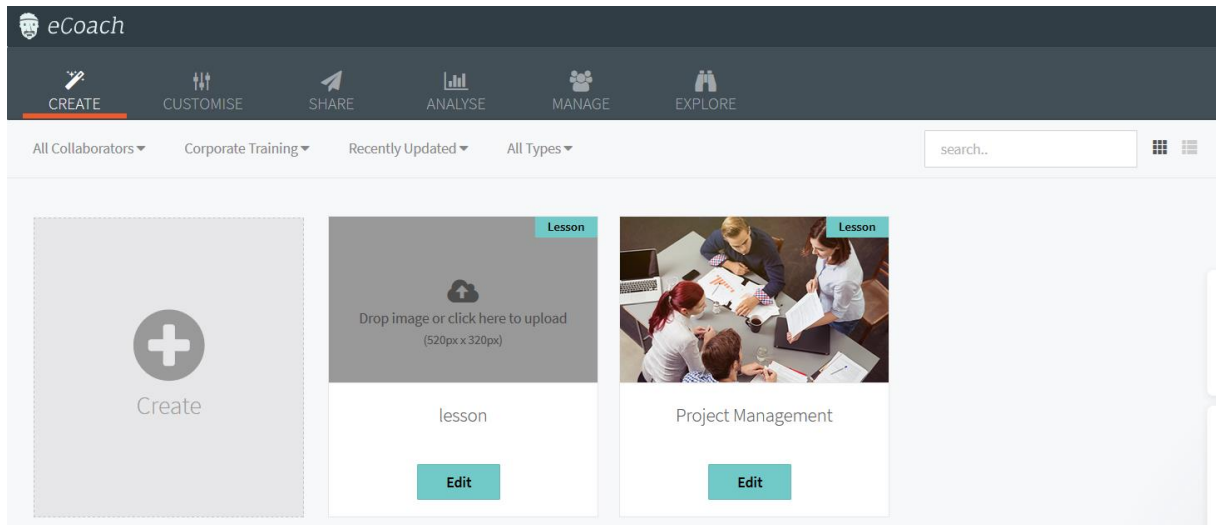 eCoach
CREATE CUSTOMISE SHARE ANALYSE MANAGE EXPLORE
All Collaborators Corporate Training Recently Updated All Types search..
Lesson Lesson
Drop image or click here to upload
(520px x 320px)
Create lesson Project Management
Edit Edit